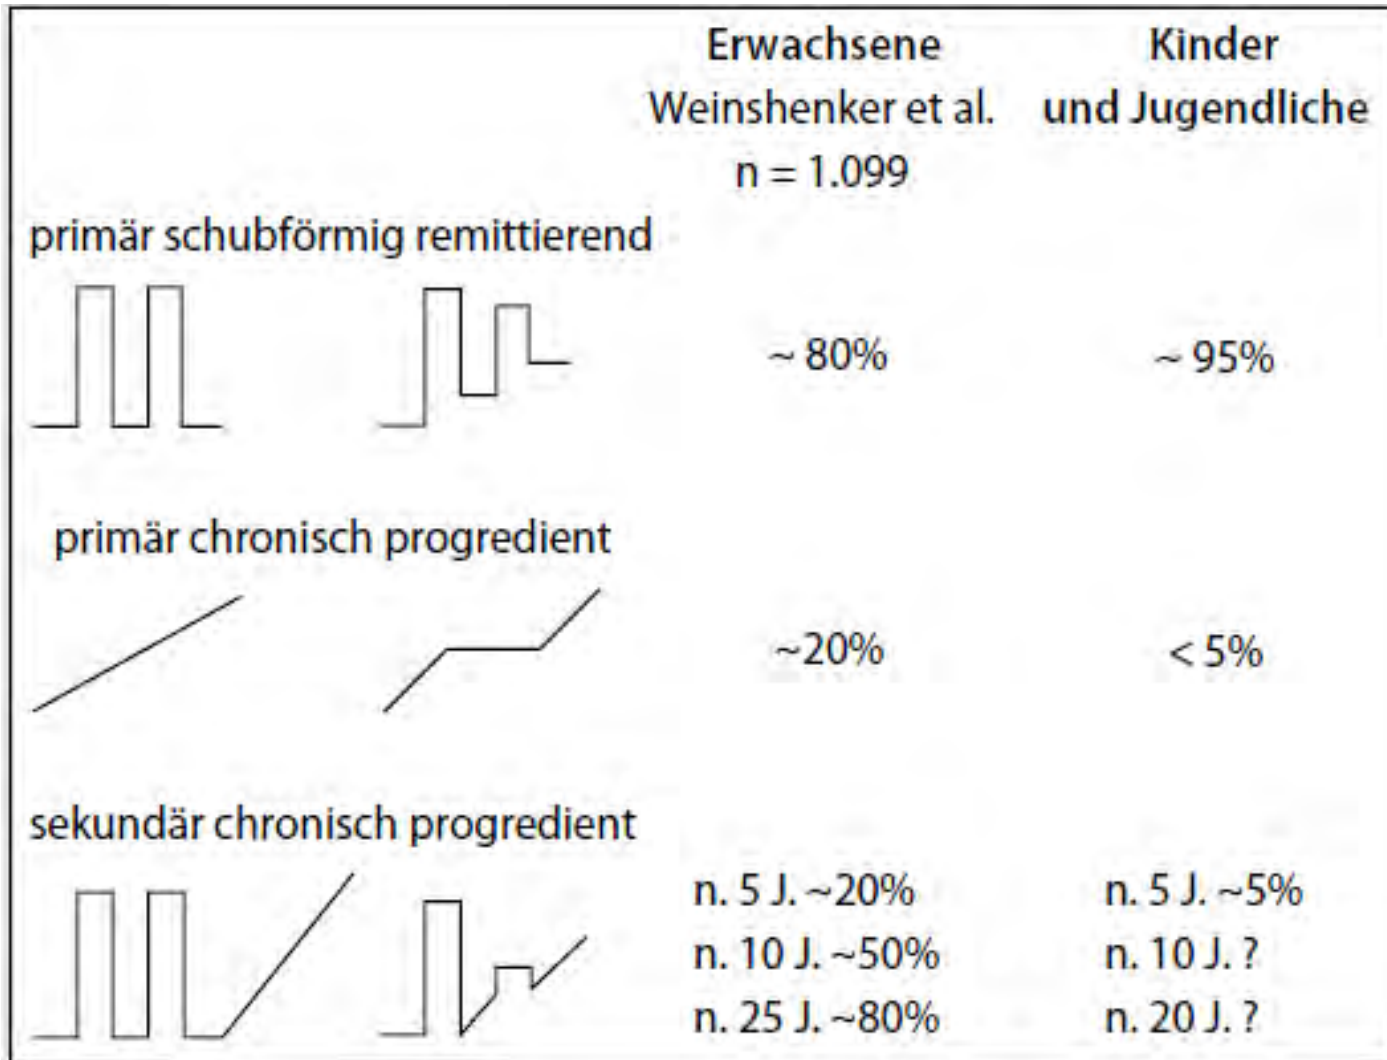 Erwachsene Kinder
Weinshenker et al. und Jugendliche
n = 1.099
primär schubförmig remittierend
~ 80% ~ 95%
primär chronisch progredient
~20% < 5%
sekundär chronisch progredient
n. 5 J. ~20% n. 5 J. ~5%
n. 10 J. ~50% n. 10 J. ?
n. 25 J. ~80% n. 20 J. ?